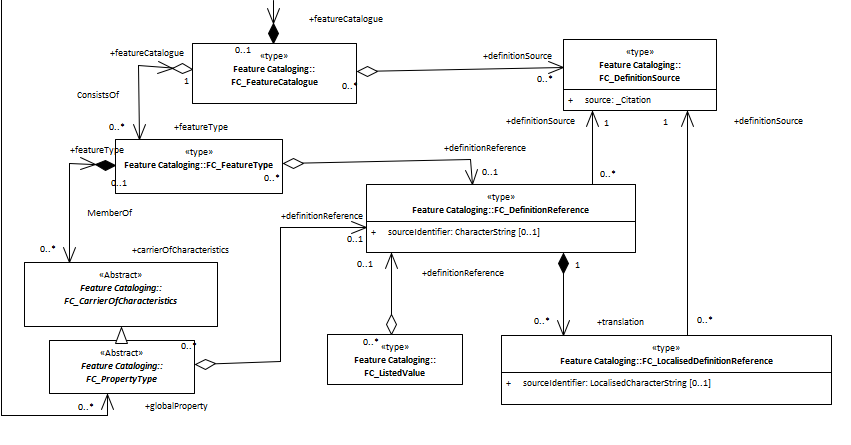 +featureCatalogue
0..1
«type»
Feature Cataloging::
FC_FeatureCatalogue
0..*
+featureCatalogue
1
ConsistsOf
0..*
+featureType
+definitionSource
0..*
«type»
Feature Cataloging::
FC_DefinitionSource
+ source: _Citation
+definitionSource
1
1
+definitionSource
+featureType
0..1
«type»
Feature Cataloging::FC_FeatureType
0..*
+definitionReference
0..1
0..*
«type»
Feature Cataloging::FC_DefinitionReference
+ sourceIdentifier: CharacterString [0..1]
MemberOf
+definitionReference
0..1
0..*
+carrierOfCharacteristics
«Abstract»
Feature Cataloging::
FC_CarrierOfCharacteristics
0..1
+definitionReference
1
0..*
+translation
0..*
0..*
«Abstract»
Feature Cataloging::
FC_PropertyType
0..*
+globalProperty
0..*
«type»
Feature Cataloging::
FC_ListedValue
«type»
Feature Cataloging::FC_LocalisedDefinitionReference
+ sourceIdentifier: LocalisedCharacterString [0..1]